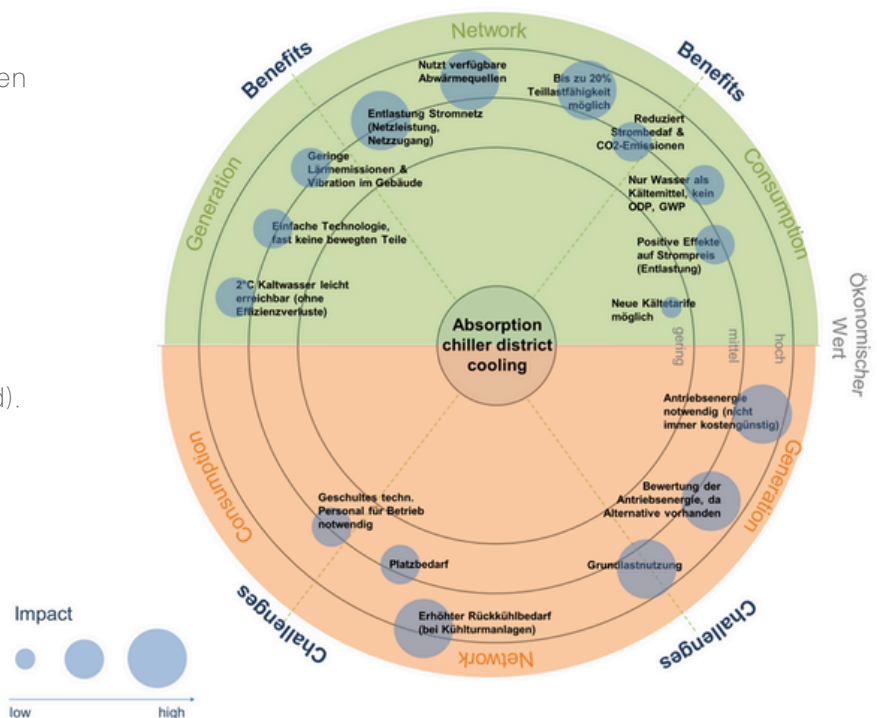 en
d).
Benefits
Network
Benefits
Generation
Consumption
Nutzt verfügbare
Abwärmequellen
Bis zu 20%
Teillastfähigkeit
möglich
Entlastung Stromnetz
(Netzleistung,
Netzzugang)
Reduziert
Strombedaf &
CO2-Emissionen
Geringe
Lärmemissionen &
Vibration im Gebäude
Nur Wasser als
Kältemittel, kein
ODP, GWP
Einfache Technologie,
fast keine bewegten Teile
Positive Effekte
auf Strompreis
(Entlastung)
2°C Kaltwasser leicht
erreichbar (ohne
Effizienzverluste)
Neue Kältetarife
möglich
Absorption
chiller district
cooling
gering
mittel
hoch
Ökonomischer
Wert
Antriebsenergie
notwendig (nicht
immer kostengünstig)
Generation
Consumption
Bewertung der
Antriebsenergie, da
Alternative vorhanden
Geschultes techn.
Personal für Betrieb
notwendig
Platzbedarf
Grundlastnutzung
Erhöhter Rückkühlbedarf
(bei Kühlturmanlagen)
Challenges
Network
Challenges
Impact
low
high